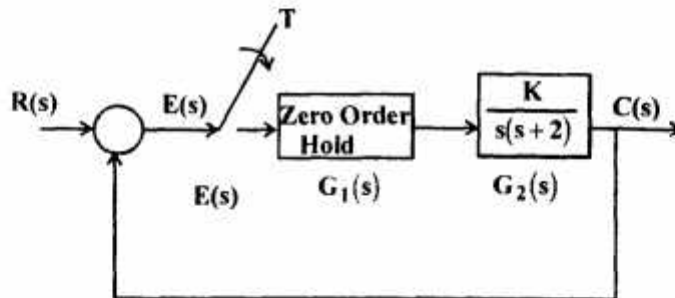 T
R(s)
E(s)
Zero Order
Hold
K
s(s+2)
C(s)
E(s)
G₁(s)
G₂(s)